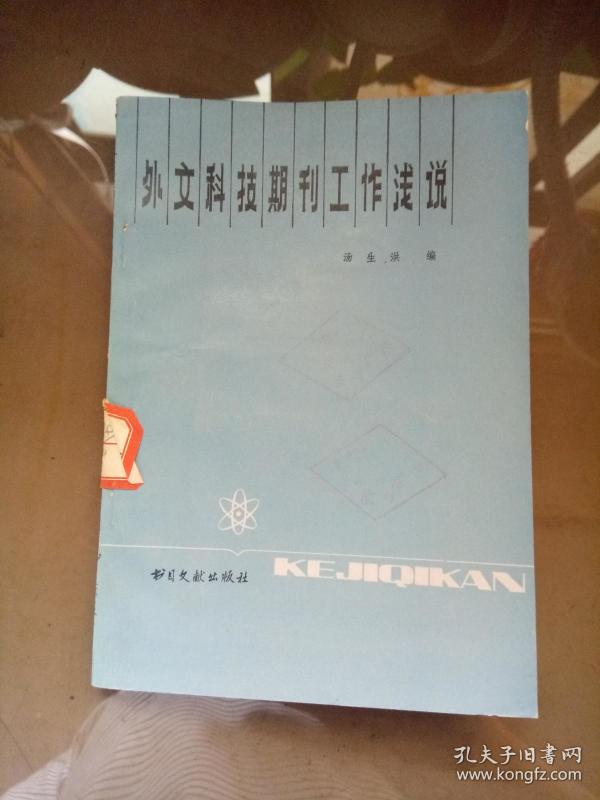 外文科技期刊工作浅说
汤生洪 编
书目文献出版社
KEJIQIKAN
孔夫子旧书网
www.kongfz.com